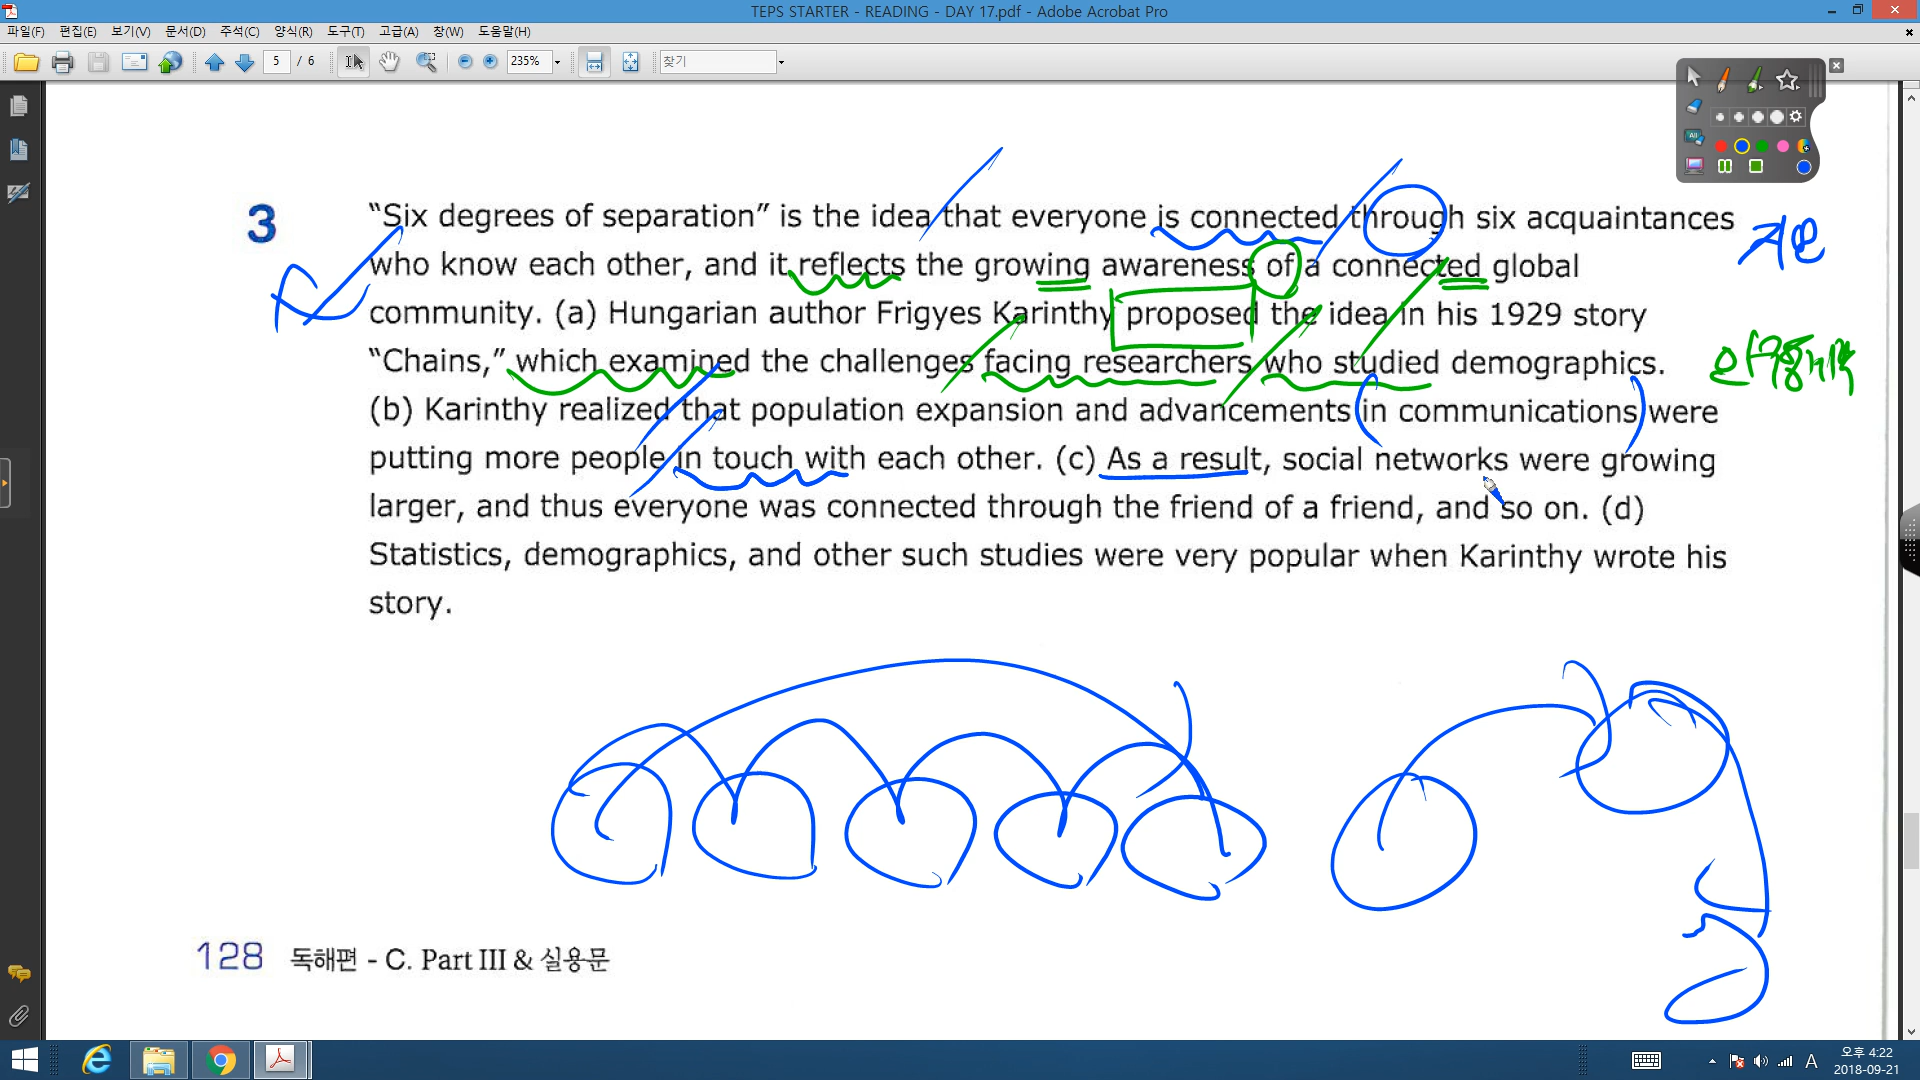 TEPS STARTER - READING - DAY 17.pdf - Adobe Acrobat Pro
파일(F) 편집(E) 보기(V) 문서(D) 주석(C) 양식(R) 도구(T) 고급(A) 창(W) 도움말(H)
5 / 6 235% 찾기
All
3
“Six degrees of separation” is the idea that everyone is connected through six acquaintances
who know each other, and it reflects the growing awareness of a connected global
community. (a) Hungarian author Frigyes Karinthy proposed the idea in his 1929 story
“Chains,” which examined the challenges facing researchers who studied demographics.
(b) Karinthy realized that population expansion and advancements in communications were
putting more people in touch with each other. (c) As a result, social networks were growing
larger, and thus everyone was connected through the friend of a friend, and so on. (d)
Statistics, demographics, and other such studies were very popular when Karinthy wrote his
story.
지인
128 독해편 - C. Part III & 실용문
A 오후 4:22
2018-09-21